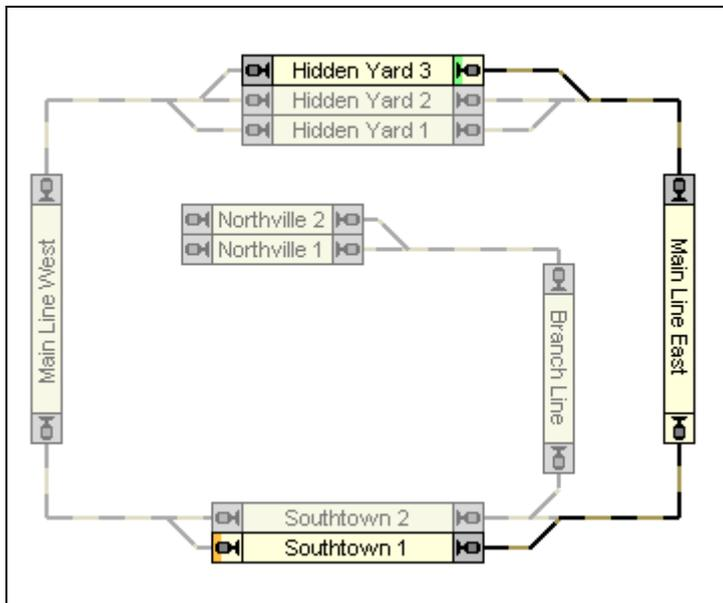 Hidden Yard 3
Hidden Yard 2
Hidden Yard 1
Northville 2
Northville 1
Main Line West
Main Line East
Branch Line
Southtown 2
Southtown 1